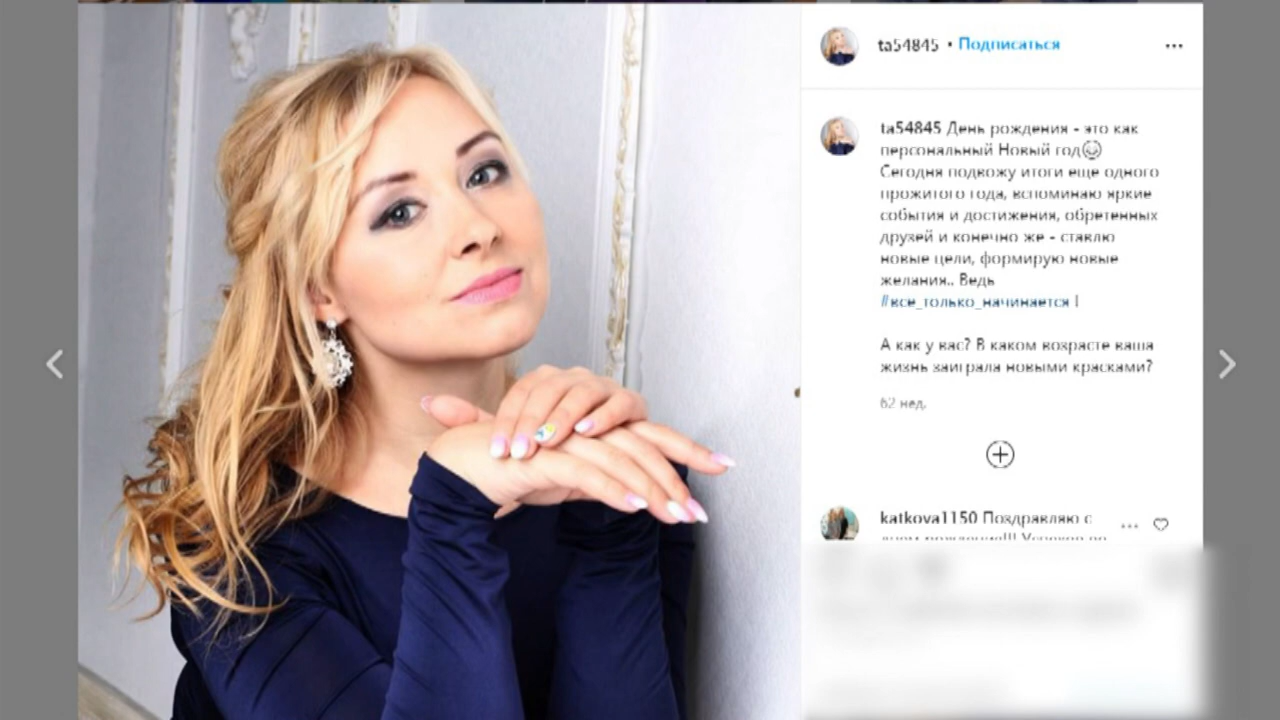 ta54845 • Подписаться
ta54845 День рождения - это как
персональный Новый год
Сегодня подвожу итоги еще одного
прожитого года, вспоминаю яркие
события и достижения, обретенных
друзей и конечно же - ставлю
новые цели, формирую новые
желания.. Ведь
#все_только_начинается !
А как у вас? В каком возрасте ваша
жизнь заиграла новыми красками?
62 нед.
katkova1150 Поздравляю с